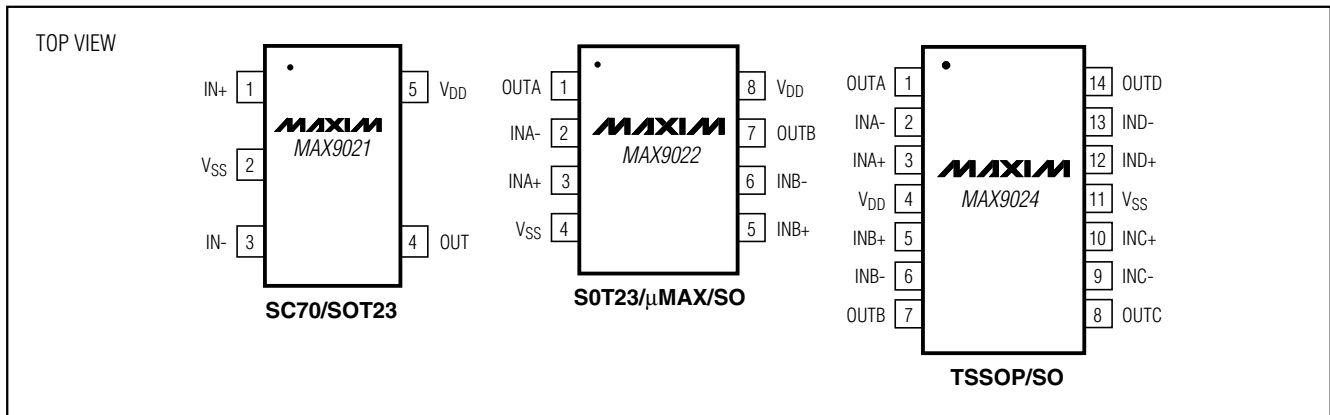 TOP VIEW
IN+ 1
5 VDD
VSS 2
IN- 3
4 OUT
MAXIM
MAX9021
SC70/SOT23
OUTA 1
8 VDD
INA- 2
7 OUTB
INA+ 3
6 INB-
VSS 4
5 INB+
MAXIM
MAX9022
S0T23/μMAX/SO
OUTA 1
14 OUTD
INA- 2
13 IND-
INA+ 3
12 IND+
VDD 4
11 VSS
INB+ 5
10 INC+
INB- 6
9 INC-
OUTB 7
8 OUTC
MAXIM
MAX9024
TSSOP/SO